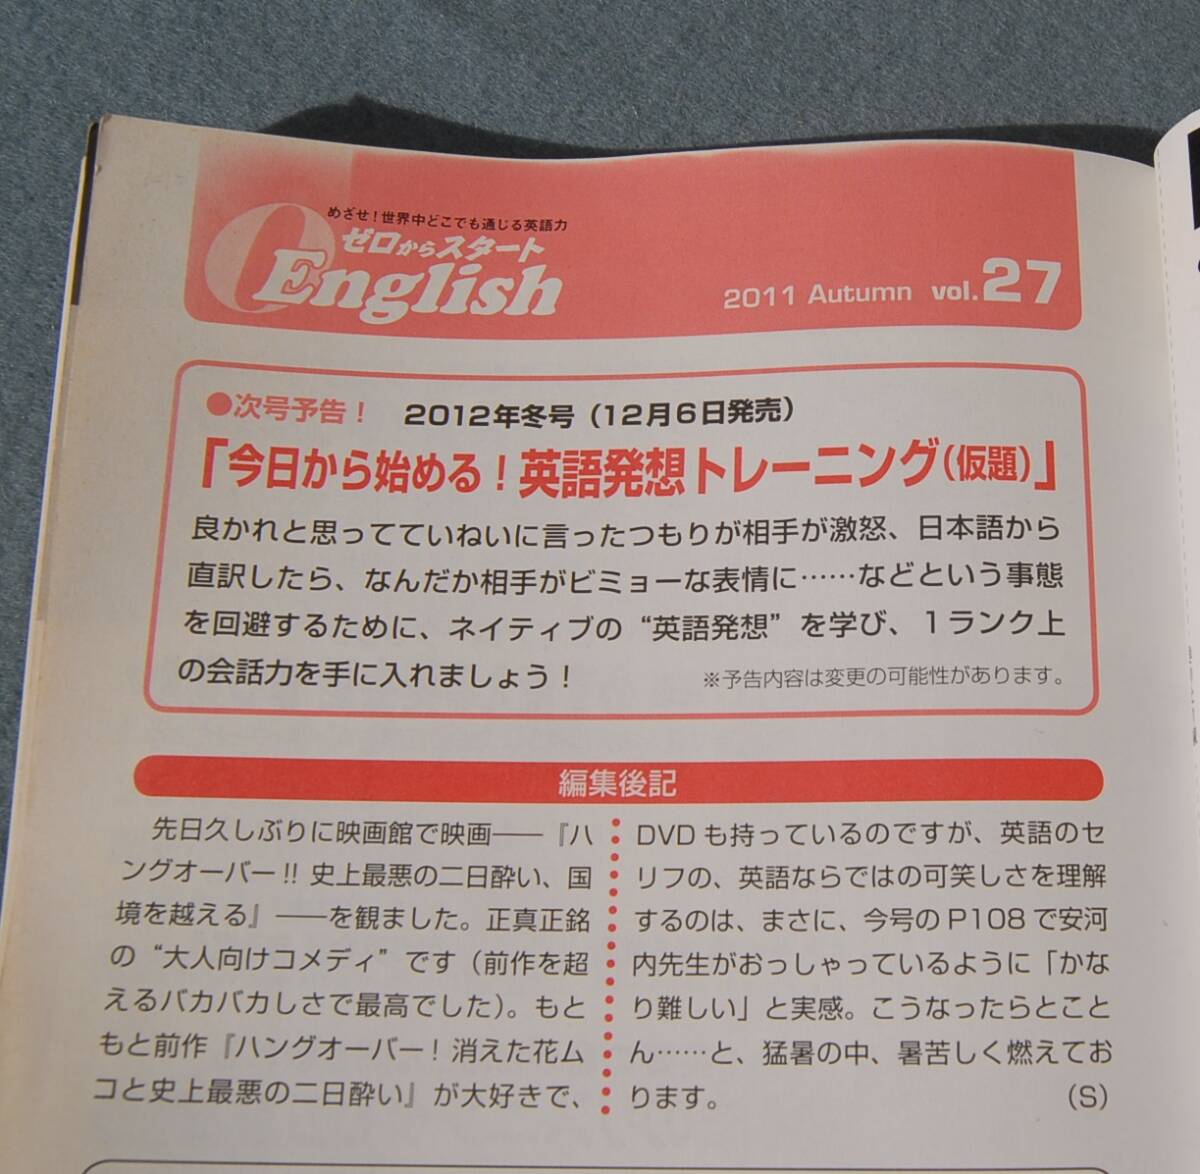 めざせ！世界中どこでも通じる英語力
ゼロからスタート
English
2011 Autumn vol.27
●次号予告！ 2012年冬号（12月6日発売）
「今日から始める！英語発想トレーニング（仮題）」
良かれと思ってていねいに言ったつもりが相手が激怒、日本語から
直訳したら、なんだか相手がビミョーな表情に……などという事態
を回避するために、ネイティブの“英語発想”を学び、1ランク上
の会話力を手に入れましょう！
※予告内容は変更の可能性があります。
編集後記
先日久しぶりに映画館で映画――『ハ
ングオーバー!! 史上最悪の二日酔い、国
境を越える』――を観ました。正真正銘
の“大人向けコメディ”です（前作を超
えるバカバカしさで最高でした）。もと
もと前作『ハングオーバー！消えた花ム
コと史上最悪の二日酔い』が大好きで、
DVDも持っているのですが、英語のセ
リフの、英語ならではの可笑しさを理解
するのは、まさに、今号のP108で安河
内先生がおっしゃっているように「かな
り難しい」と実感。こうなったらとこと
ん……と、猛暑の中、暑苦しく燃えてお
ります。
（S）